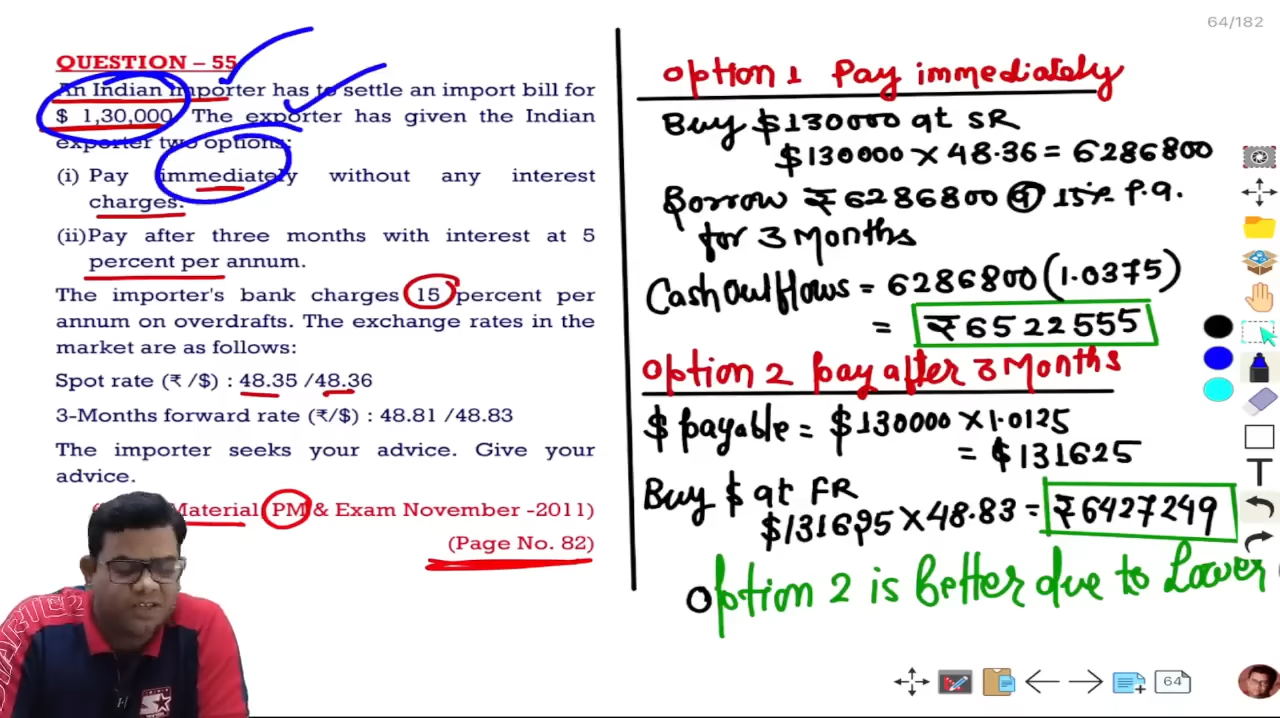 64/182
QUESTION – 55
An Indian importer has to settle an import bill for
$ 1,30,000. The exporter has given the Indian
exporter two options:
(i) Pay immediately without any interest
charges.
(ii)Pay after three months with interest at 5
percent per annum.
The importer's bank charges 15 percent per
annum on overdrafts. The exchange rates in the
market are as follows:
Spot rate (₹ /$) : 48.35 /48.36
3-Months forward rate (₹/$) : 48.81 /48.83
The importer seeks your advice. Give your
advice.
Material PM & Exam November -2011)
(Page No. 82)
Option 1 Pay immediately
Buy $130000 at SR
$130000 × 48.36 = 6286800
Borrow ₹6286800 @ 15% P.a.
for 3 Months
Cash Outflows = 6286800(1.0375)
= ₹6522555
Option 2 pay after 3 Months
$ payable = $130000 × 1.0125
= $131625
Buy $ at FR
$131625 × 48.83 = ₹6427249
Option 2 is Better due to Lower
64